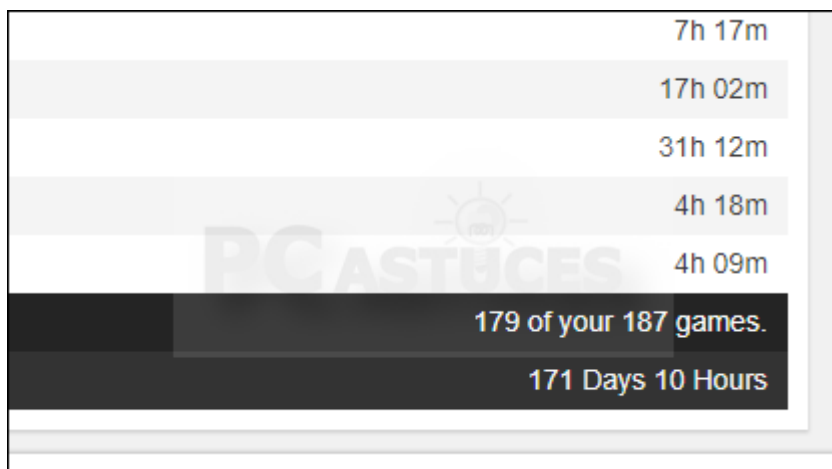 7h 17m
17h 02m
31h 12m
4h 18m
PC ASTUCES
4h 09m
179 of your 187 games.
171 Days 10 Hours